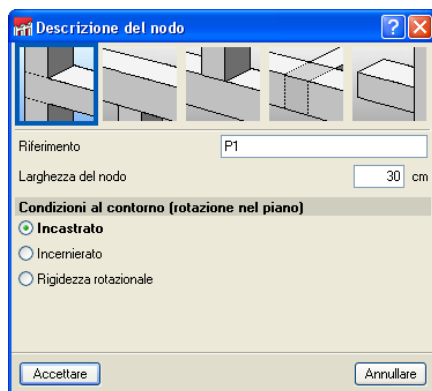 Descrizione del nodo
Riferimento P1
Larghezza del nodo 30 cm
Condizioni al contorno (rotazione nel piano)
Incastrato
Incernierato
Rigidezza rotazionale
Accettare Annullare